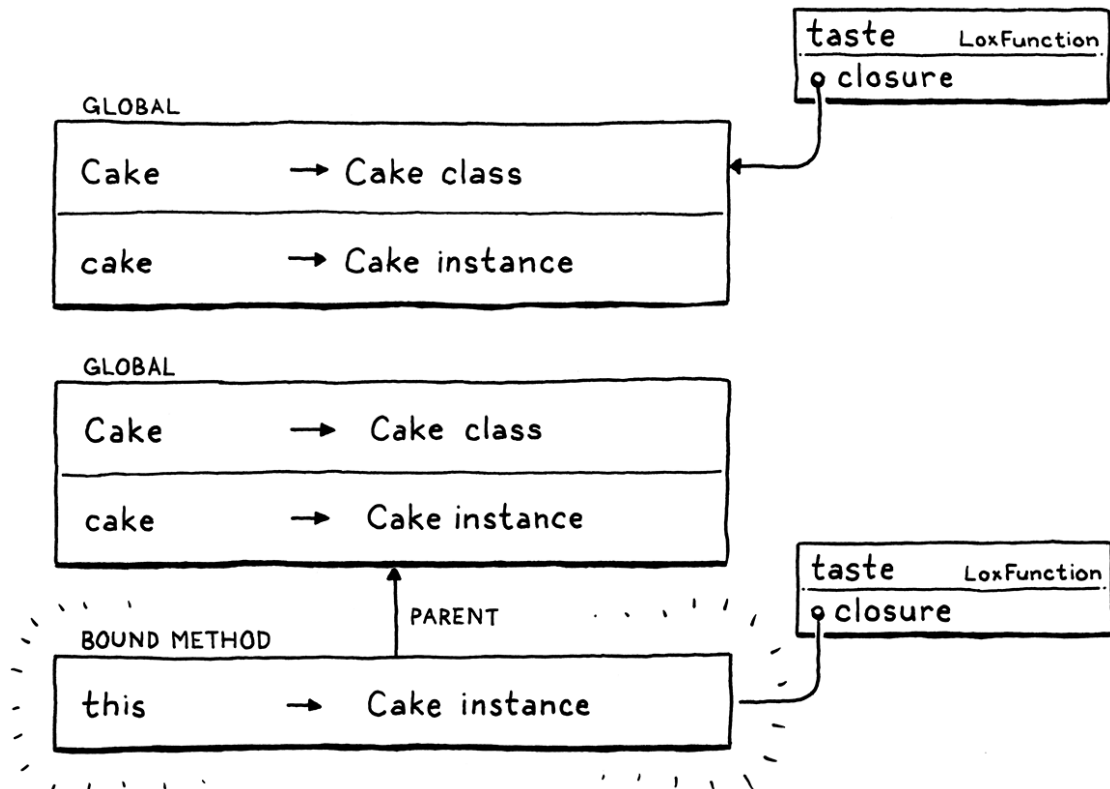 taste LoxFunction
closure
GLOBAL
Cake → Cake class
cake → Cake instance
GLOBAL
Cake → Cake class
cake → Cake instance
taste LoxFunction
closure
PARENT
BOUND METHOD
this → Cake instance